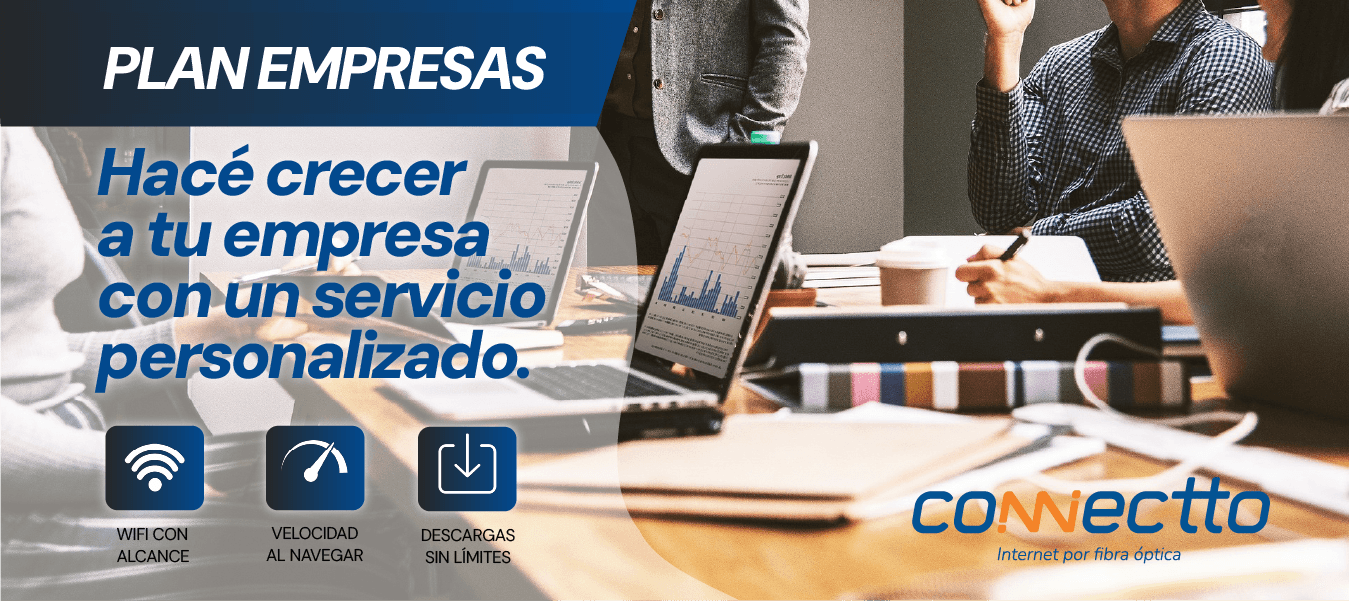 PLAN EMPRESAS
Hacé crecer
a tu empresa
con un servicio
personalizado.
WIFI CON
ALCANCE
VELOCIDAD
AL NAVEGAR
DESCARGAS
SIN LÍMITES
connectto
Internet por fibra óptica